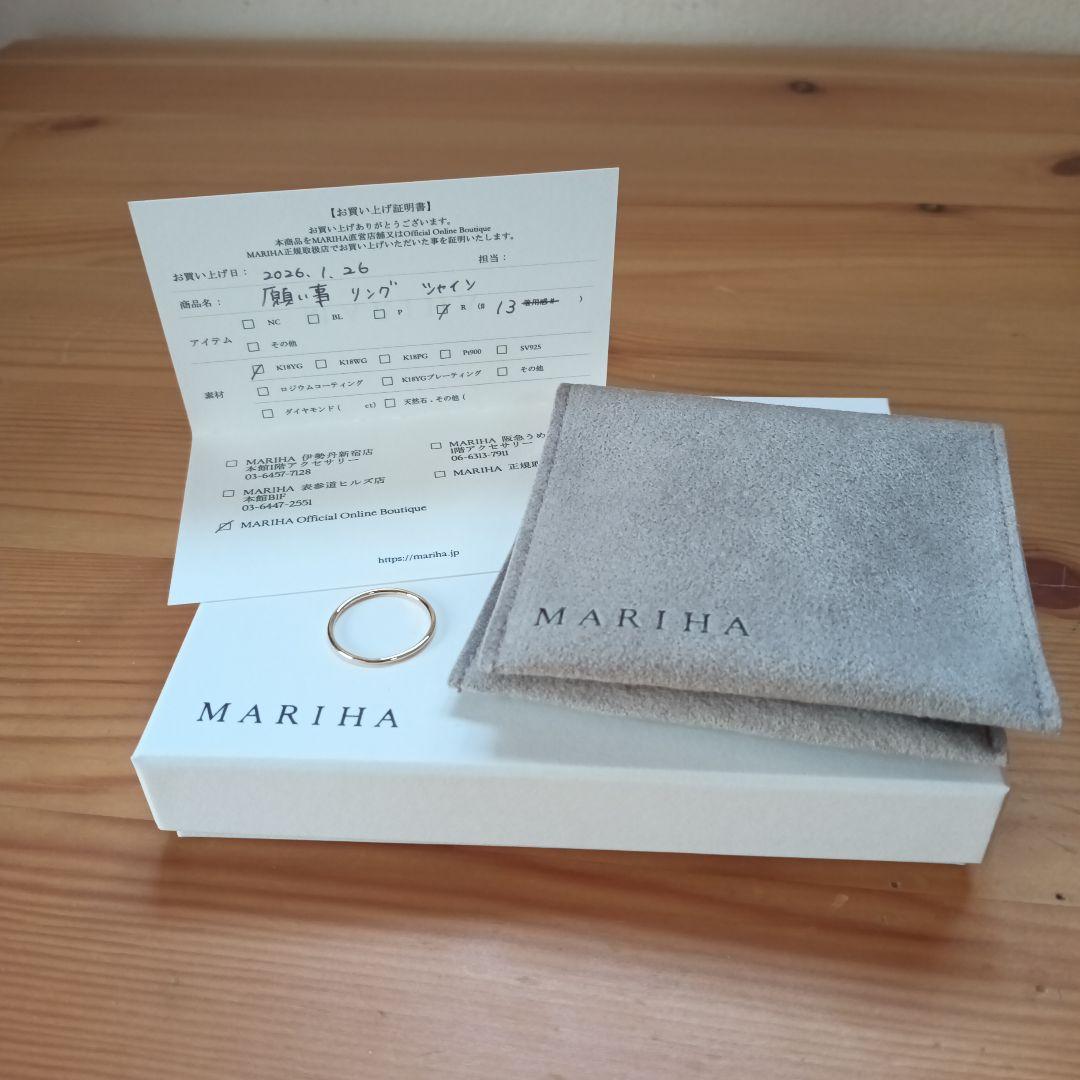 【お買い上げ証明書】
お買い上げありがとうございます。
本商品をMARIHA直営店舗又はOfficial Online Boutique
MARIHA正規取扱店でお買い上げいただいた事を証明いたします。
お買い上げ日： 2026.1.26 担当：
商品名： 願い事 リング シャイン
アイテム □ NC □ BL □ P ☑ R (# 13 着用感# )
□ その他
素材 ☑ K18YG □ K18WG □ K18PG □ Pt900 □ SV925
□ ロジウムコーティング □ K18YGプレーティング □ その他
□ ダイヤモンド ( ct) □ 天然石・その他 (
□ MARIHA 伊勢丹新宿店
本館1階アクセサリー
03-6457-7128
□ MARIHA 阪急うめ
1階アクセサリー
06-6313-7911
□ MARIHA 表参道ヒルズ店
本館B1F
03-6447-2551
□ MARIHA 正規取
☑ MARIHA Official Online Boutique
https://mariha.jp
MARIHA
MARIHA